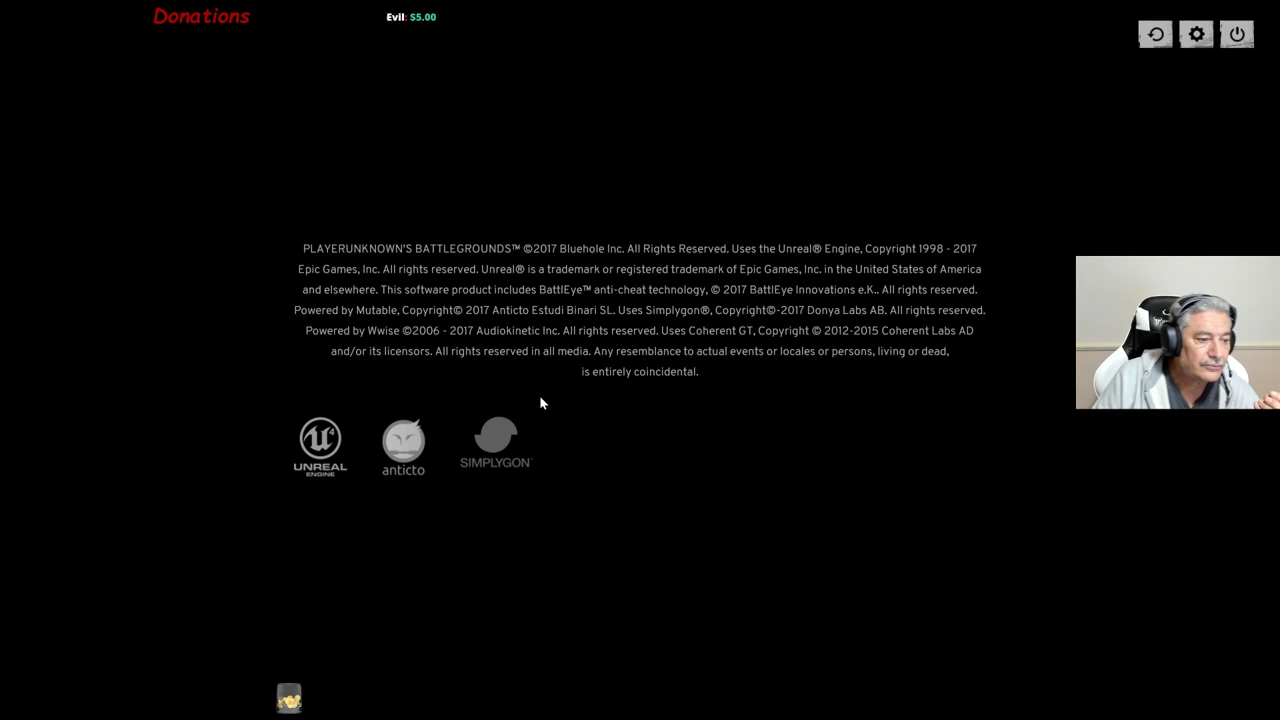 Donations
Evil: $5.00
PLAYERUNKNOWN'S BATTLEGROUNDS™ ©2017 Bluehole Inc. All Rights Reserved. Uses the Unreal® Engine, Copyright 1998 - 2017
Epic Games, Inc. All rights reserved. Unreal® is a trademark or registered trademark of Epic Games, Inc. in the United States of America
and elsewhere. This software product includes BattlEye™ anti-cheat technology, © 2017 BattlEye Innovations e.K.. All rights reserved.
Powered by Mutable, Copyright© 2017 Anticto Estudi Binari SL. Uses Simplygon®, Copyright©-2017 Donya Labs AB. All rights reserved.
Powered by Wwise ©2006 - 2017 Audiokinetic Inc. All rights reserved. Uses Coherent GT, Copyright © 2012-2015 Coherent Labs AD
and/or its licensors. All rights reserved in all media. Any resemblance to actual events or locales or persons, living or dead,
is entirely coincidental.
4
UNREAL
ENGINE
anticto
SIMPLYGON